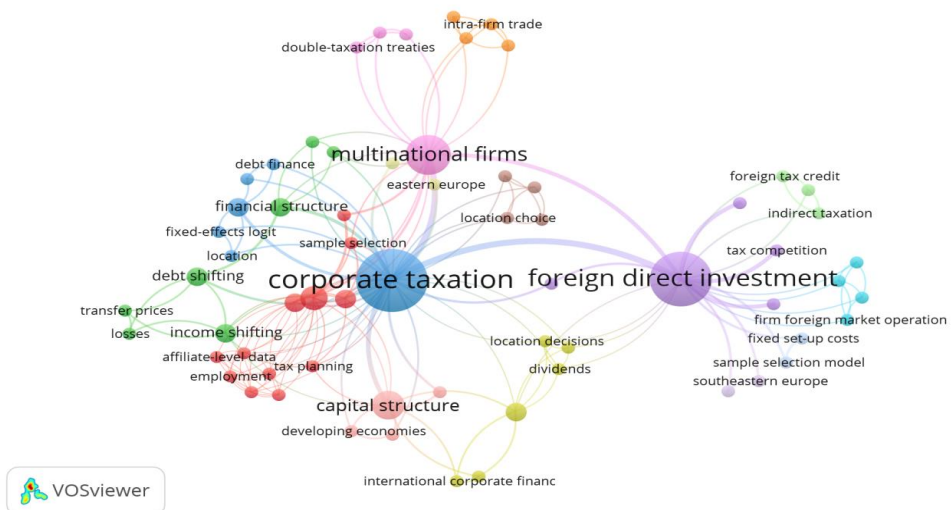 intra-firm trade
double-taxation treaties
multinational firms
debt finance
eastern europe
foreign tax credit
financial structure
location choice
indirect taxation
fixed-effects logit
sample selection
location
tax competition
debt shifting
corporate taxation
foreign direct investment
transfer prices
firm foreign market operation
losses
income shifting
location decisions
fixed set-up costs
affiliate-level data
tax planning
dividends
sample selection model
employment
southeastern europe
capital structure
developing economies
international corporate financ
VOSviewer